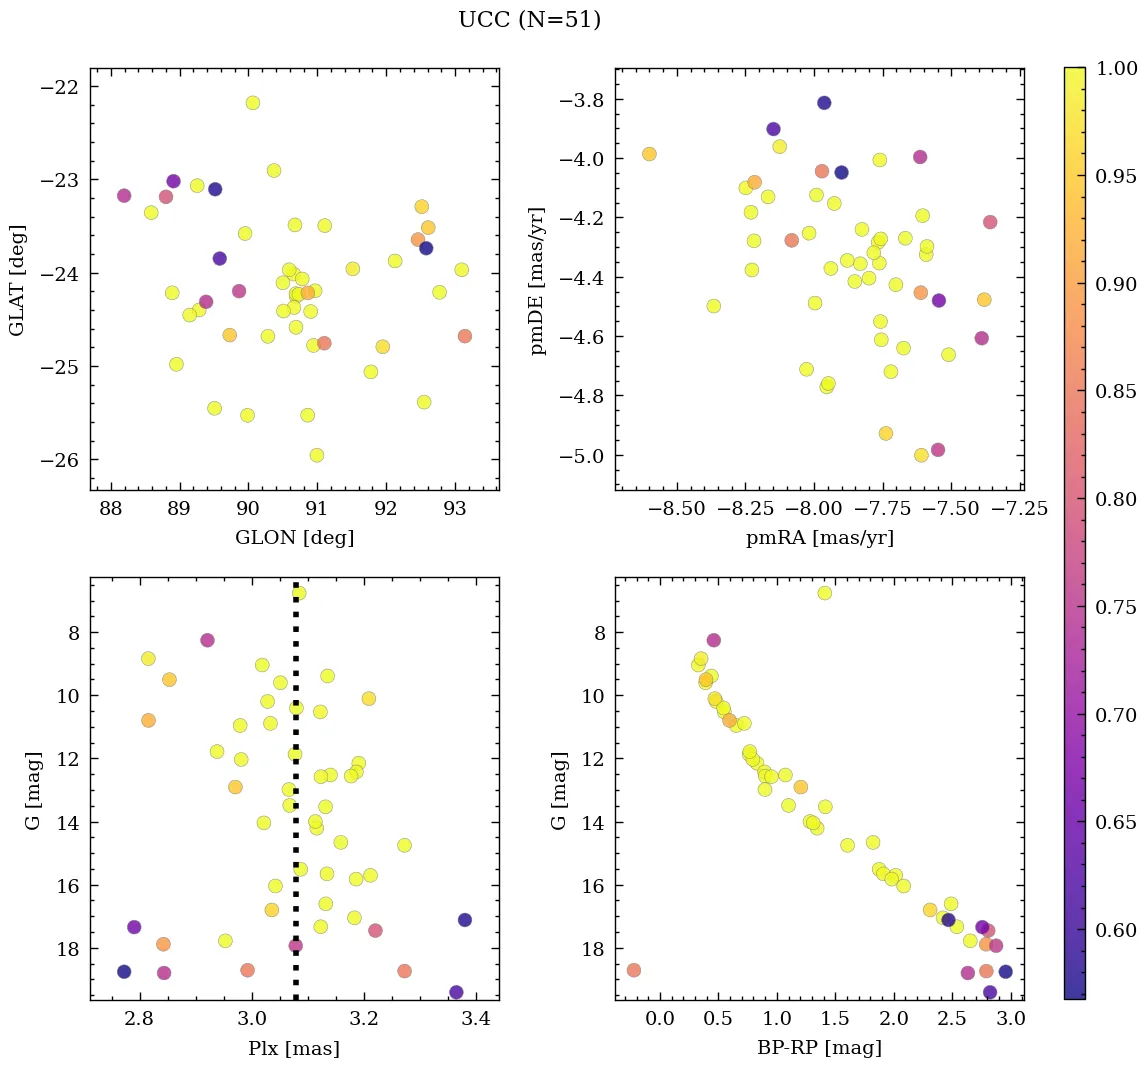 UCC (N=51)
−22
−23
−24
−25
−26
GLAT [deg]
88 89 90 91 92 93
GLON [deg]
−3.8
−4.0
−4.2
−4.4
−4.6
−4.8
−5.0
pmDE [mas/yr]
−8.50 −8.25 −8.00 −7.75 −7.50 −7.25
pmRA [mas/yr]
8
10
12
14
16
18
G [mag]
2.8 3.0 3.2 3.4
Plx [mas]
8
10
12
14
16
18
G [mag]
0.0 0.5 1.0 1.5 2.0 2.5 3.0
BP-RP [mag]
1.00
0.95
0.90
0.85
0.80
0.75
0.70
0.65
0.60